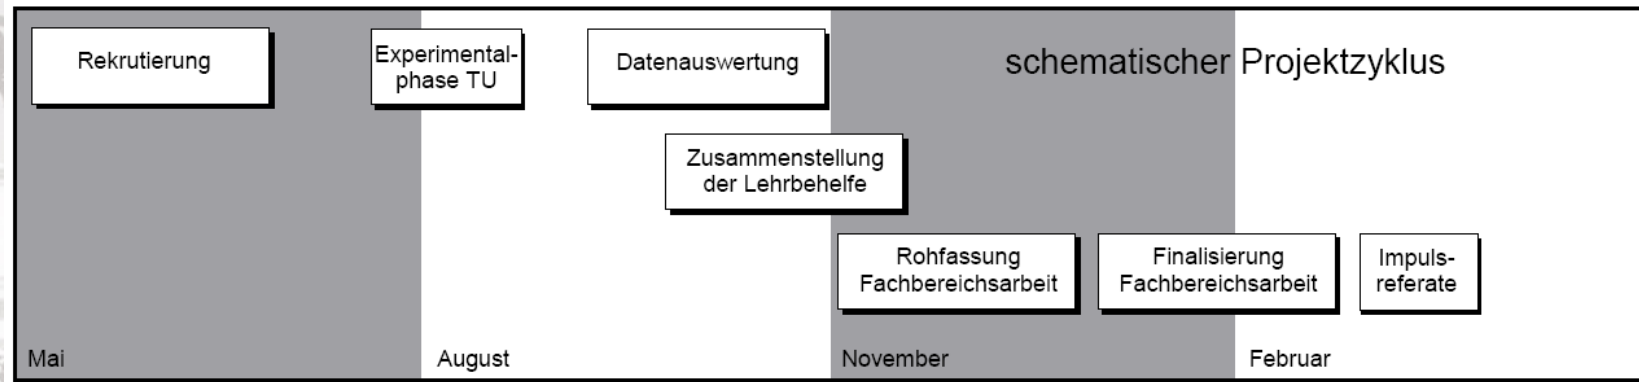 Rekrutierung
Experimental-
phase TU
Datenauswertung
schematischer Projektzyklus
Zusammenstellung
der Lehrbehelfe
Rohfassung
Fachbereichsarbeit
Finalisierung
Fachbereichsarbeit
Impuls-
referate
Mai
August
November
Februar